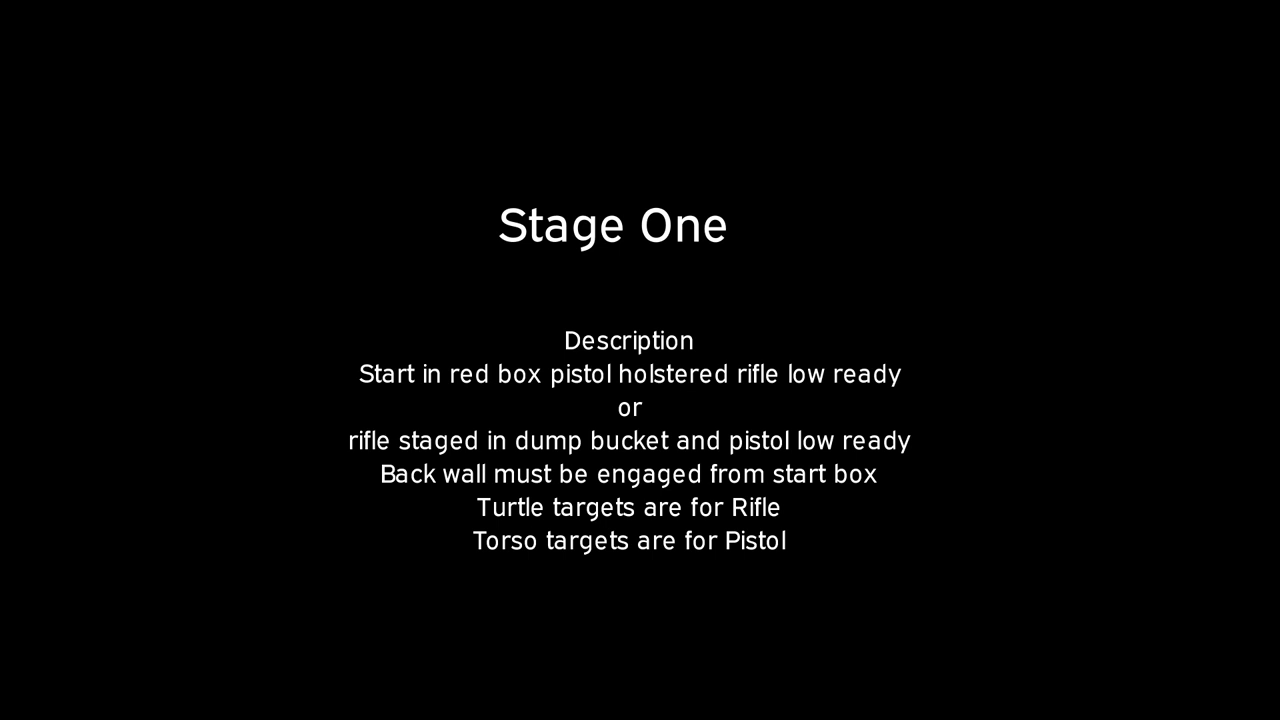 Stage One
Description
Start in red box pistol holstered rifle low ready
or
rifle staged in dump bucket and pistol low ready
Back wall must be engaged from start box
Turtle targets are for Rifle
Torso targets are for Pistol